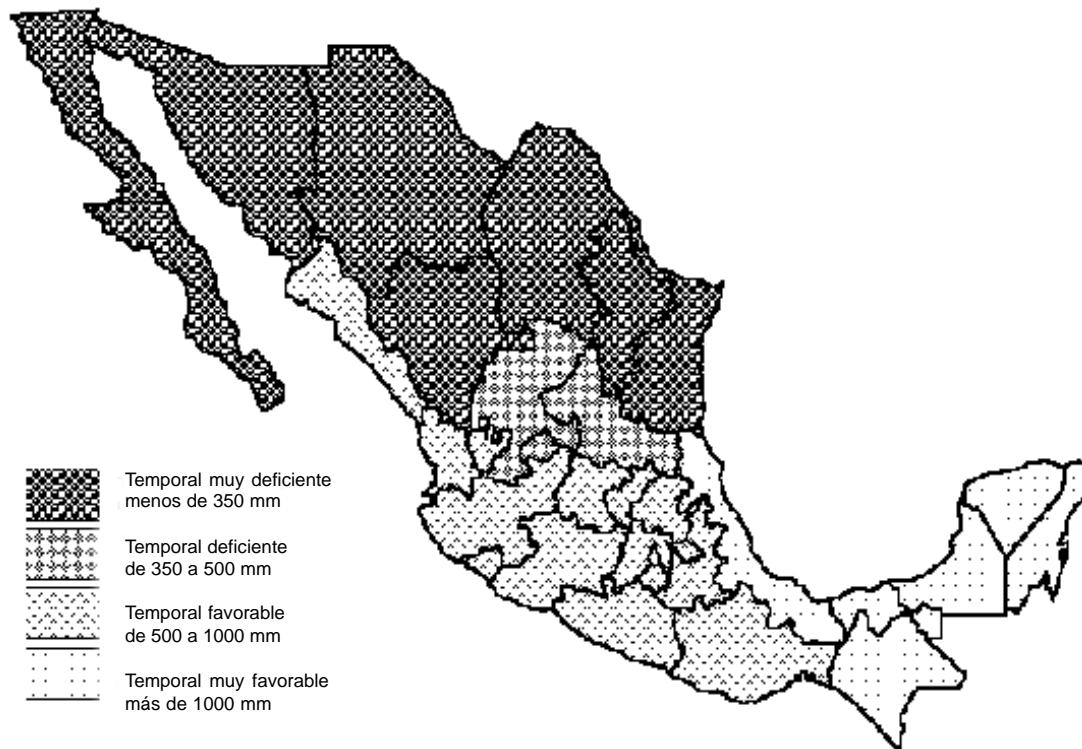 Temporal muy deficiente
menos de 350 mm
Temporal deficiente
de 350 a 500 mm
Temporal favorable
de 500 a 1000 mm
Temporal muy favorable
más de 1000 mm